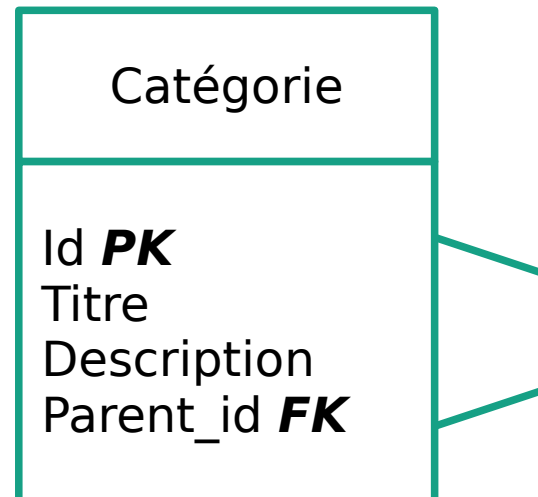 Catégorie
Id PK
Titre
Description
Parent_id FK